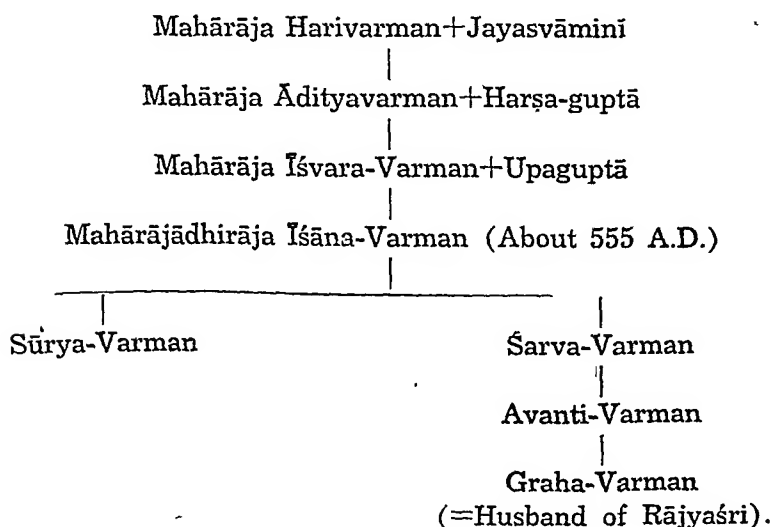 Mahārāja Harivarman+Jayasvāminī
Mahārāja Ādityavarman+Harṣa-guptā
Mahārāja Īśvara-Varman+Upaguptā
Mahārājādhirāja Īśāna-Varman (About 555 A.D.)
Sūrya-Varman Śarva-Varman
Avanti-Varman
Graha-Varman
(=Husband of Rājyaśri).